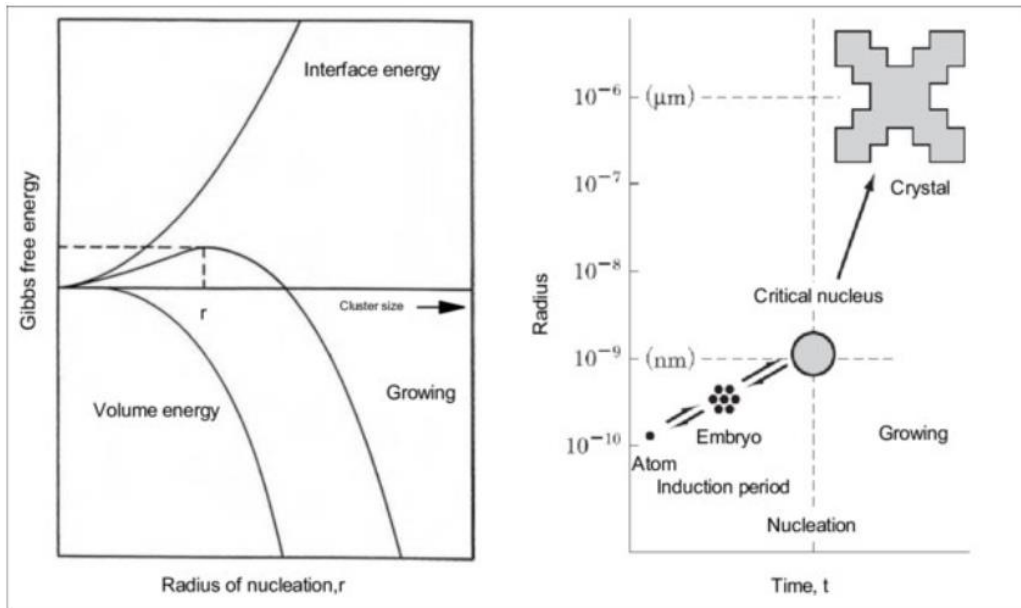 Interface energy
Gibbs free energy
r
Cluster size
Volume energy
Growing
Radius of nucleation,r
10⁻⁶ (μm)
10⁻⁷
Crystal
10⁻⁸
Critical nucleus
Radius
10⁻⁹ (nm)
Embryo
Growing
10⁻¹⁰
Atom
Induction period
Nucleation
Time, t